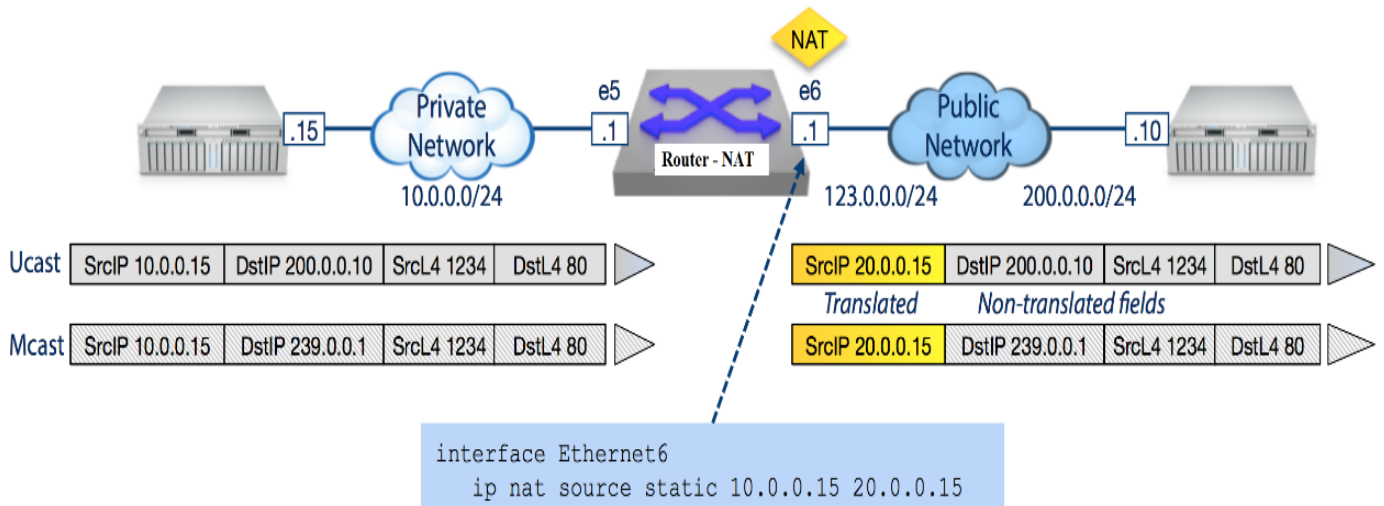 NAT
e5
e6
.15
Private
Network
.1
Router - NAT
.1
Public
Network
.10
10.0.0.0/24
123.0.0.0/24
200.0.0.0/24
Ucast
SrcIP 10.0.0.15
DstIP 200.0.0.10
SrcL4 1234
DstL4 80
SrcIP 20.0.0.15
DstIP 200.0.0.10
SrcL4 1234
DstL4 80
Translated
Non-translated fields
Mcast
SrcIP 10.0.0.15
DstIP 239.0.0.1
SrcL4 1234
DstL4 80
SrcIP 20.0.0.15
DstIP 239.0.0.1
SrcL4 1234
DstL4 80
interface Ethernet6
ip nat source static 10.0.0.15 20.0.0.15